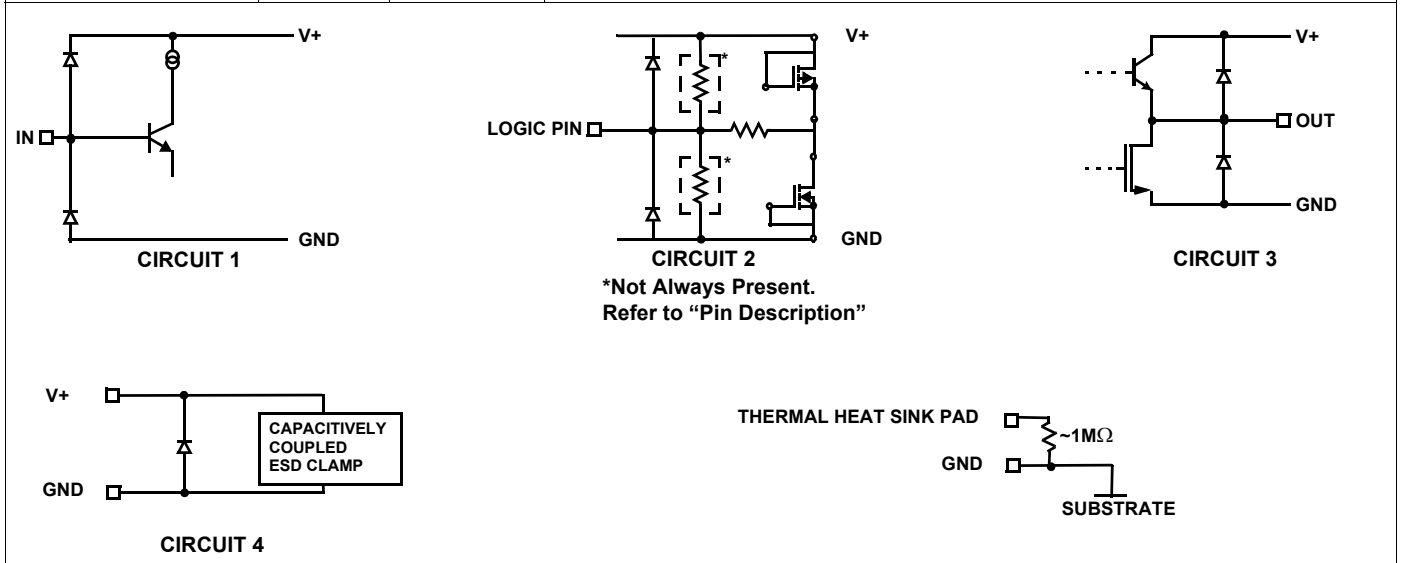 V+
IN
GND
CIRCUIT 1
*
V+
LOGIC PIN
*
GND
CIRCUIT 2
*Not Always Present.
Refer to “Pin Description”
V+
OUT
GND
CIRCUIT 3
V+
CAPACITIVELY
COUPLED
ESD CLAMP
GND
CIRCUIT 4
THERMAL HEAT SINK PAD
~1MΩ
GND
SUBSTRATE